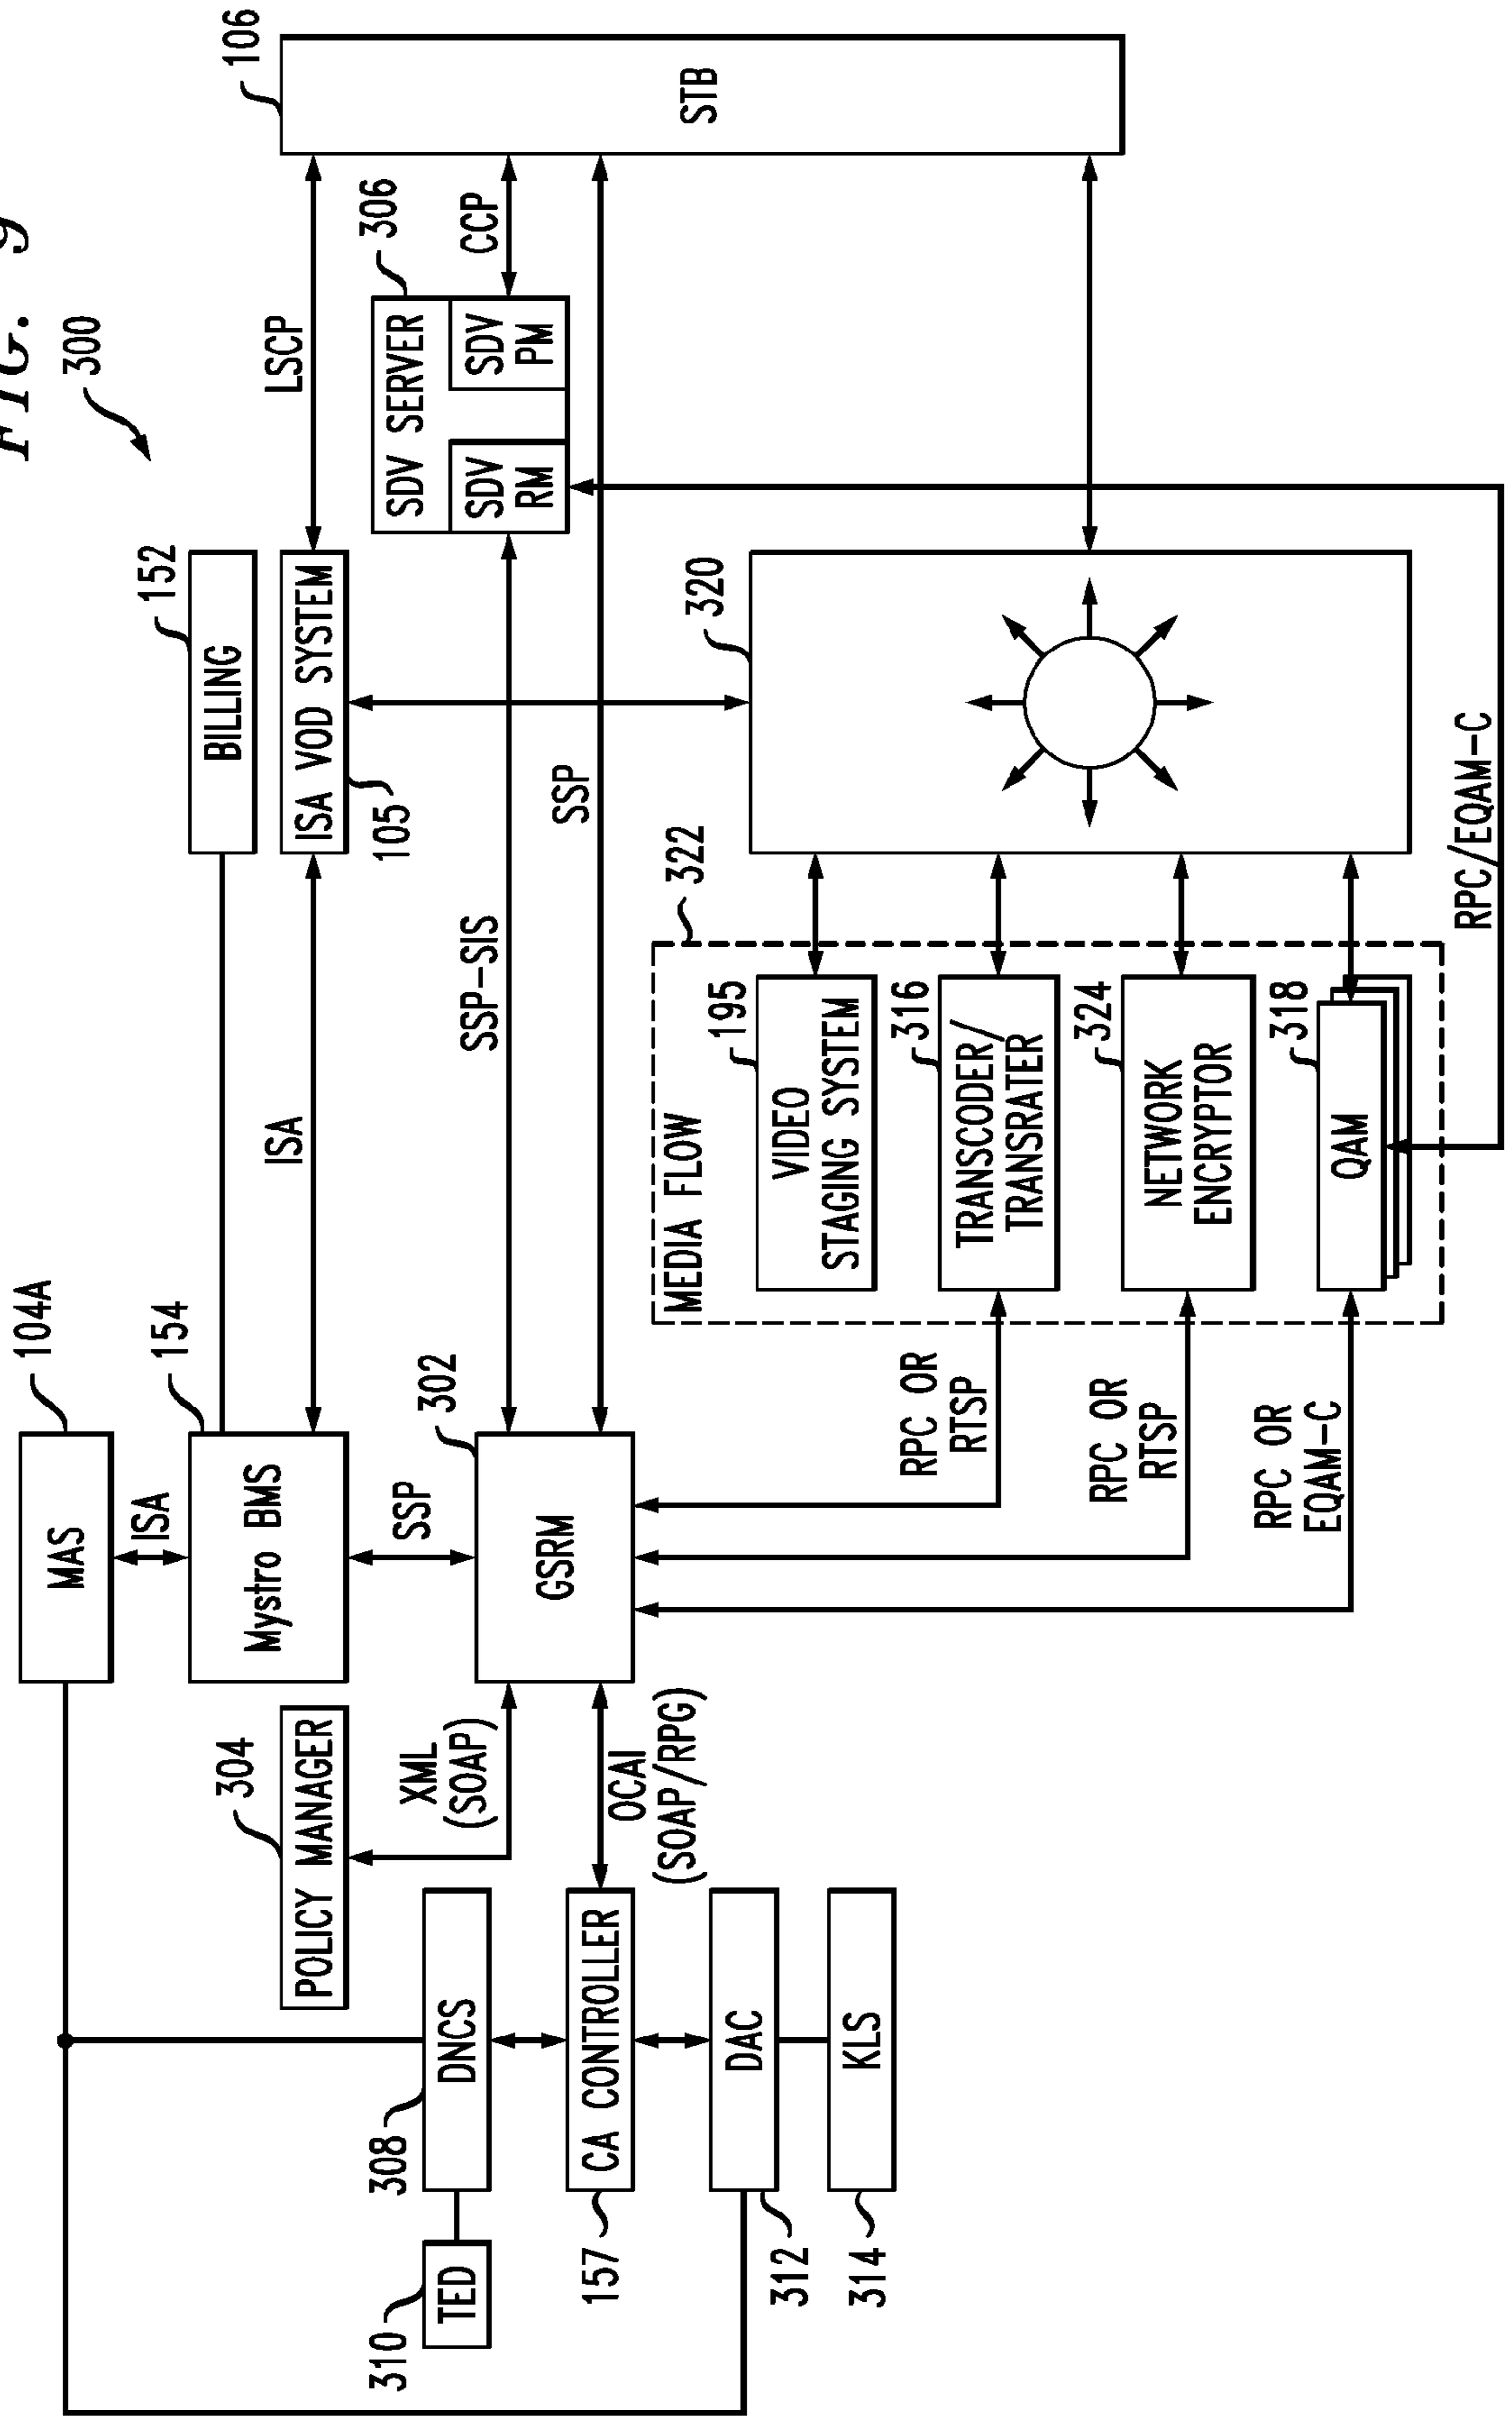 FIG. 9
300
MAS
104A
ISA
Mystro BMS
154
BILLING
152
POLICY MANAGER
304
ISA
ISA VOD SYSTEM
105
LSCP
STB
106
XML
(SOAP)
SSP
SDV SERVER
SDV
RM
SDV
PM
306
CCP
TED
310
DNCS
308
GSRM
302
SSP-SIS
SSP
CA CONTROLLER
157
OCAI
(SOAP/RPG)
DAC
312
KLS
314
MEDIA FLOW
322
320
VIDEO
STAGING SYSTEM
195
RPC OR
RTSP
TRANSCODER/
TRANSRATER
316
RPC OR
RTSP
NETWORK
ENCRYPTOR
324
RPC OR
EQAM-C
QAM
318
RPC/EQAM-C